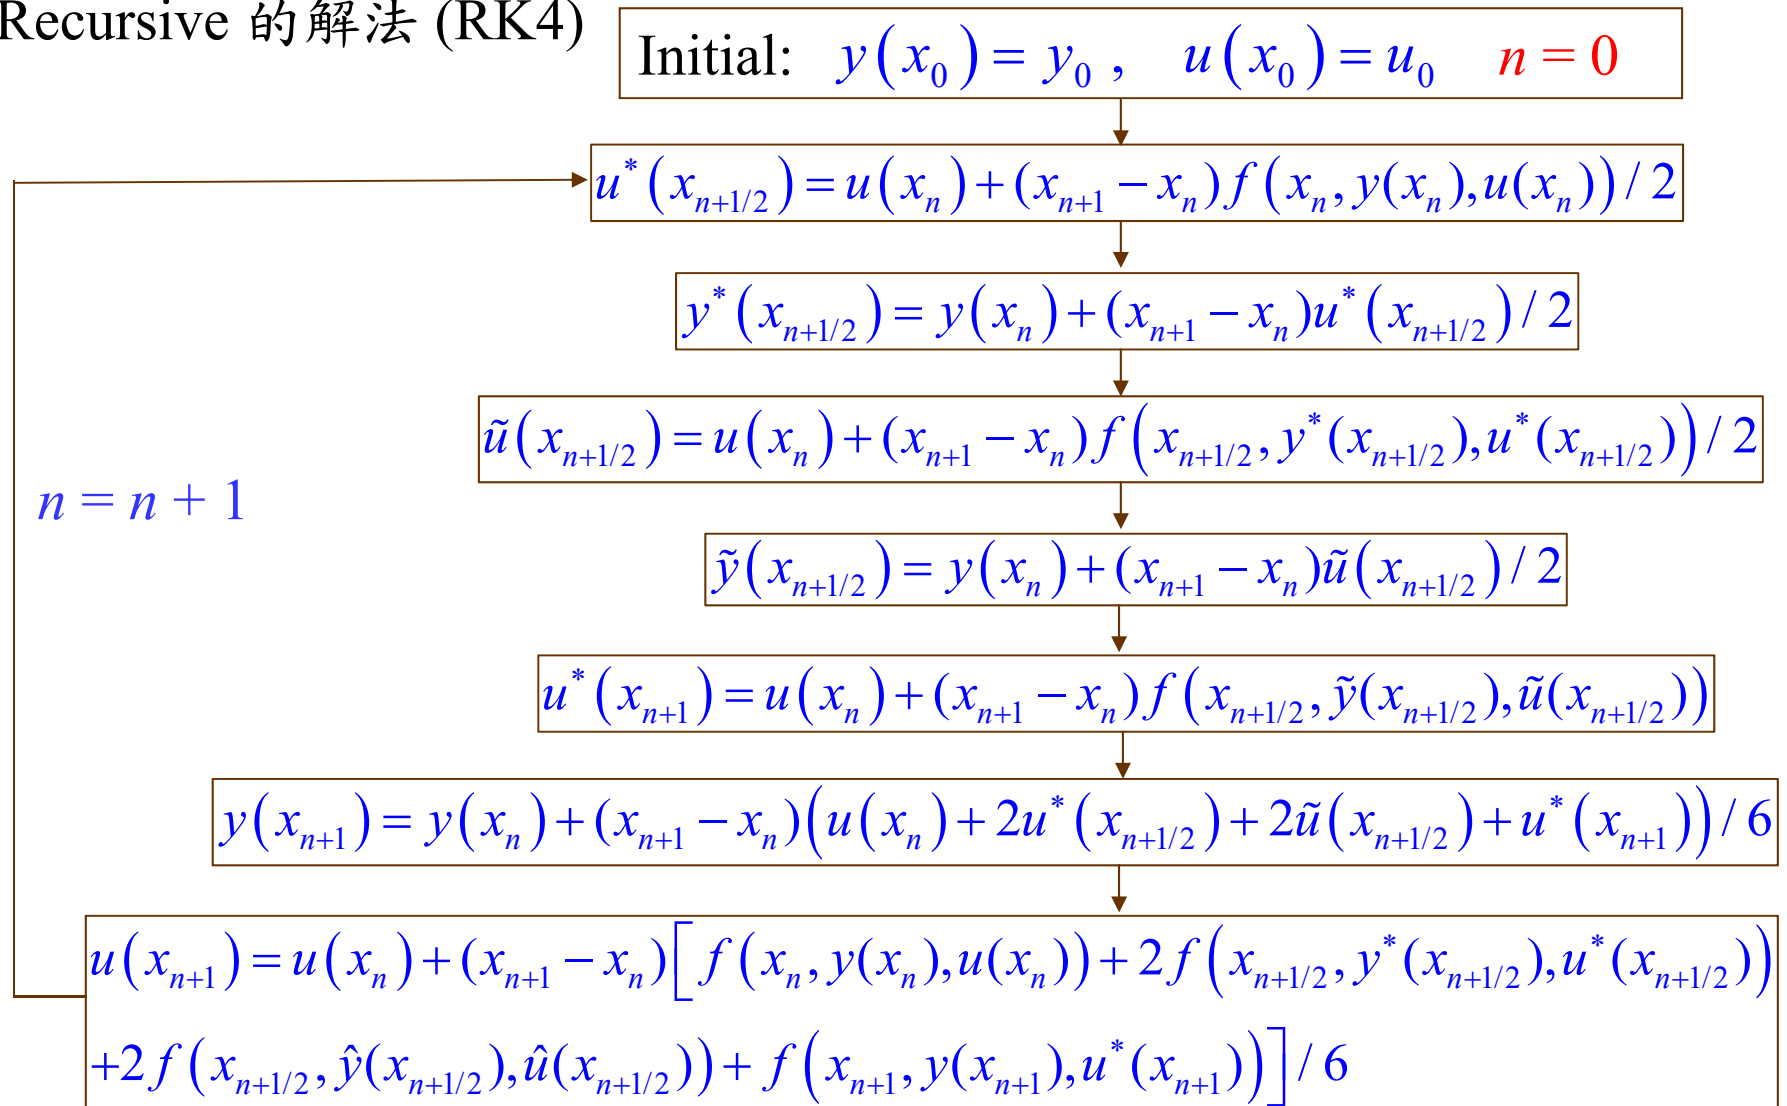 Recursive 的解法 (RK4)
Initial: y(x₀) = y₀ , u(x₀) = u₀ n = 0
u*(x_{n+1/2}) = u(x_n) + (x_{n+1} − x_n) f(x_n, y(x_n), u(x_n)) / 2
y*(x_{n+1/2}) = y(x_n) + (x_{n+1} − x_n) u*(x_{n+1/2}) / 2
ũ(x_{n+1/2}) = u(x_n) + (x_{n+1} − x_n) f(x_{n+1/2}, y*(x_{n+1/2}), u*(x_{n+1/2})) / 2
n = n + 1
ỹ(x_{n+1/2}) = y(x_n) + (x_{n+1} − x_n) ũ(x_{n+1/2}) / 2
u*(x_{n+1}) = u(x_n) + (x_{n+1} − x_n) f(x_{n+1/2}, ỹ(x_{n+1/2}), ũ(x_{n+1/2}))
y(x_{n+1}) = y(x_n) + (x_{n+1} − x_n)(u(x_n) + 2u*(x_{n+1/2}) + 2ũ(x_{n+1/2}) + u*(x_{n+1})) / 6
u(x_{n+1}) = u(x_n) + (x_{n+1} − x_n)[ f(x_n, y(x_n), u(x_n)) + 2f(x_{n+1/2}, y*(x_{n+1/2}), u*(x_{n+1/2}))
+2f(x_{n+1/2}, ŷ(x_{n+1/2}), û(x_{n+1/2})) + f(x_{n+1}, y(x_{n+1}), u*(x_{n+1})) ] / 6